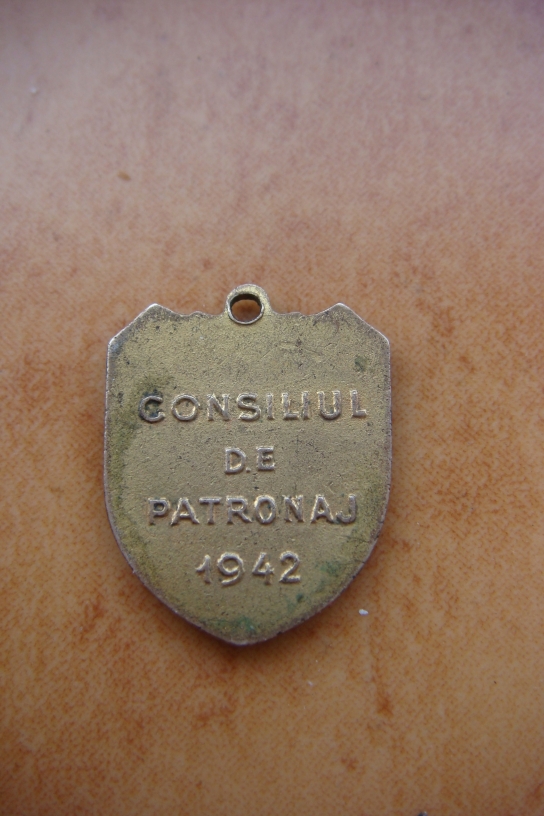 CONSILIUL
DE
PATRONAJ
1942